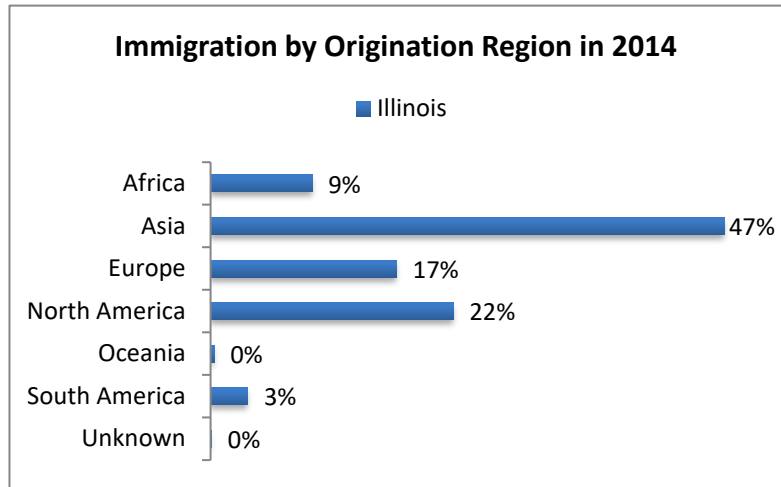 Immigration by Origination Region in 2014
Illinois
Africa 9%
Asia 47%
Europe 17%
North America 22%
Oceania 0%
South America 3%
Unknown 0%